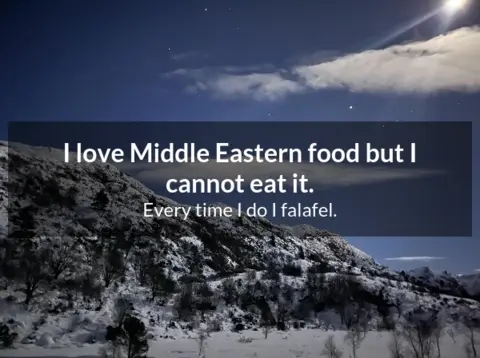 I love Middle Eastern food but I
cannot eat it.
Every time I do I falafel.